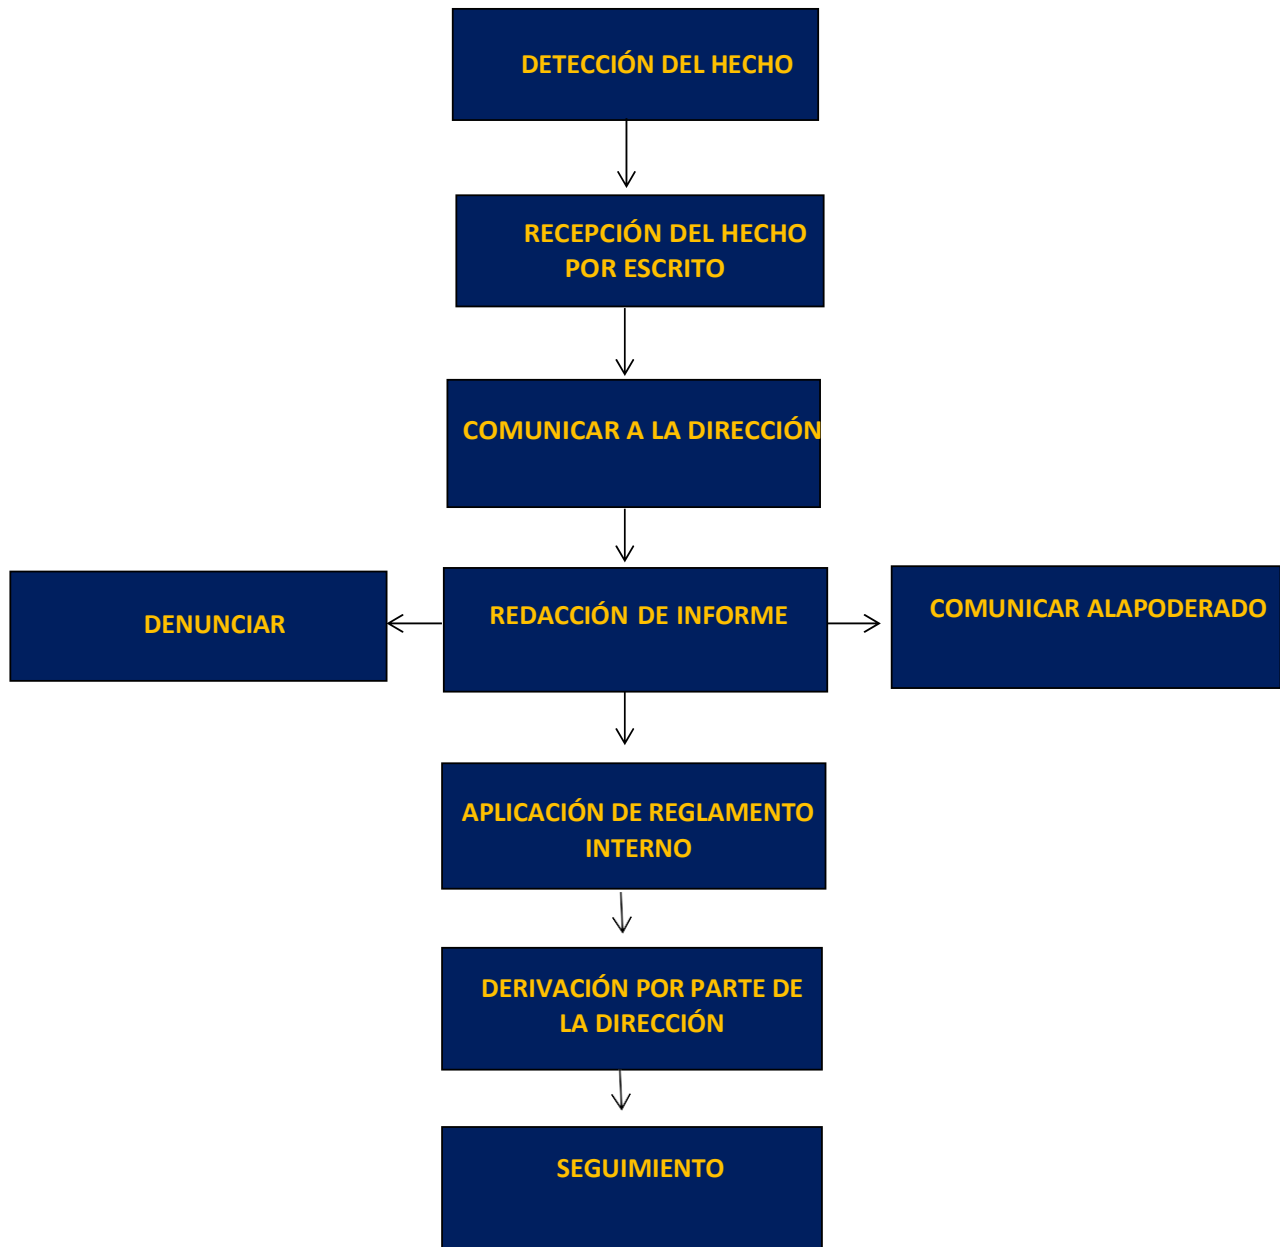 DETECCIÓN DEL HECHO
RECEPCIÓN DEL HECHO
POR ESCRITO
COMUNICAR A LA DIRECCIÓN
DENUNCIAR
REDACCIÓN DE INFORME
COMUNICAR ALAPODERADO
APLICACIÓN DE REGLAMENTO
INTERNO
DERIVACIÓN POR PARTE DE
LA DIRECCIÓN
SEGUIMIENTO